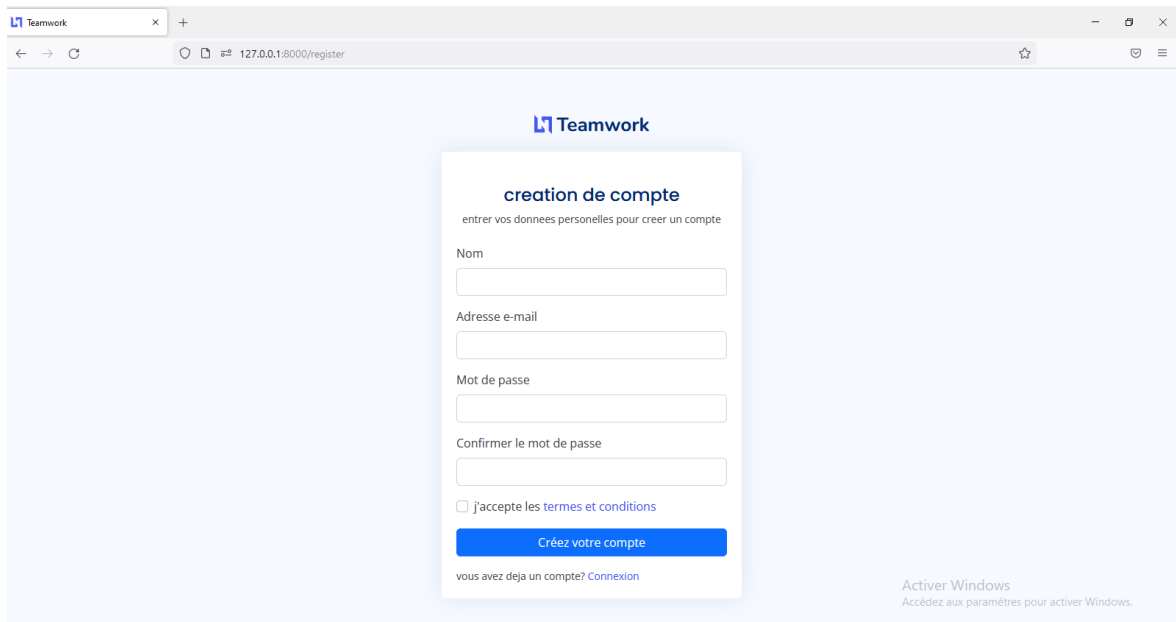 Teamwork
127.0.0.1:8000/register
Teamwork
creation de compte
entrer vos donnees personelles pour creer un compte
Nom
Adresse e-mail
Mot de passe
Confirmer le mot de passe
j'accepte les termes et conditions
Créez votre compte
vous avez deja un compte? Connexion
Activer Windows
Accédez aux paramètres pour activer Windows.